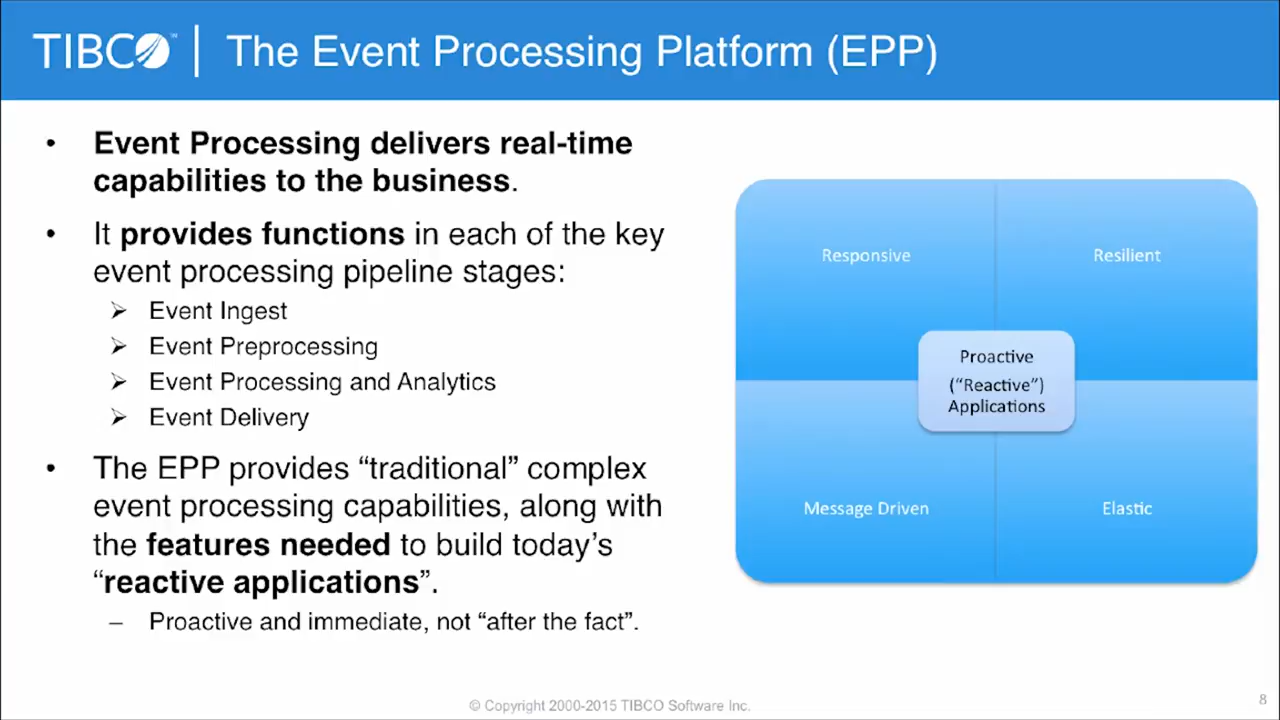 TIBCO™ | The Event Processing Platform (EPP)
• Event Processing delivers real-time
capabilities to the business.
• It provides functions in each of the key
event processing pipeline stages:
➢ Event Ingest
➢ Event Preprocessing
➢ Event Processing and Analytics
➢ Event Delivery
• The EPP provides “traditional” complex
event processing capabilities, along with
the features needed to build today’s
“reactive applications”.
– Proactive and immediate, not “after the fact”.
Responsive
Resilient
Proactive
(“Reactive”)
Applications
Message Driven
Elastic
© Copyright 2000-2015 TIBCO Software Inc.
8